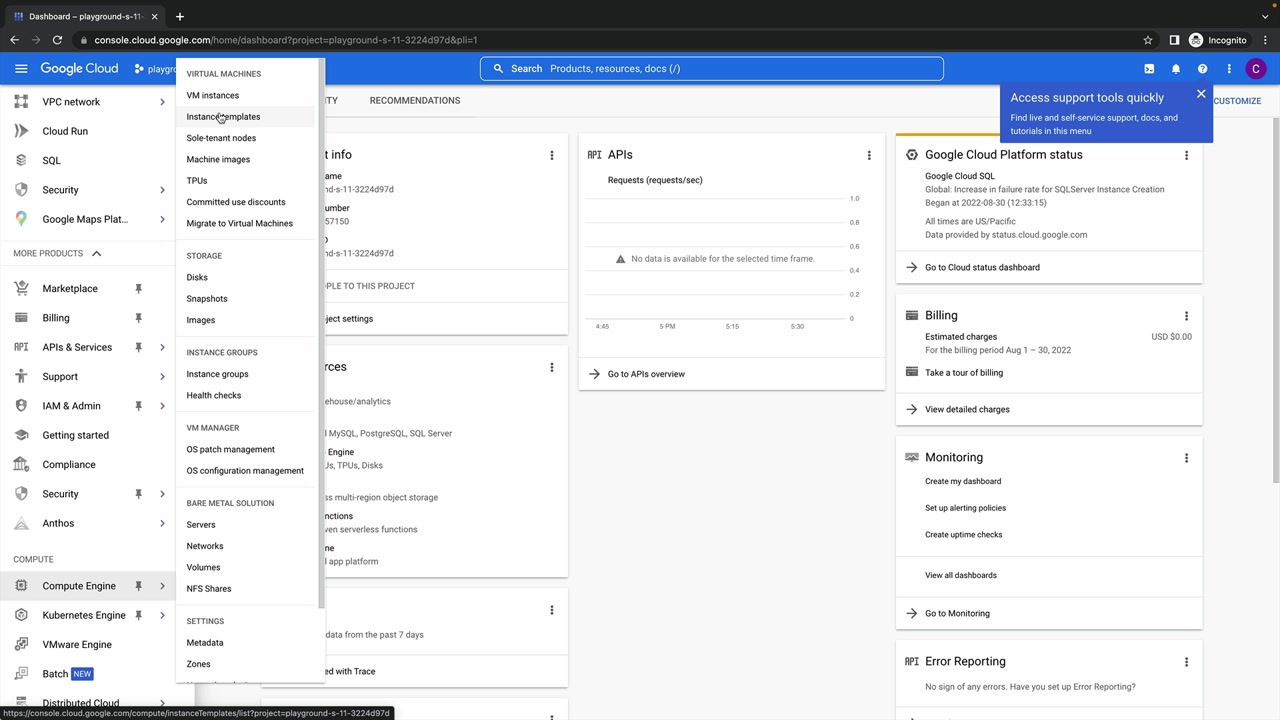 Dashboard – playground-s-11-
console.cloud.google.com/home/dashboard?project=playground-s-11-3224d97d&pli=1
Incognito
Google Cloud
playgro
Search Products, resources, docs (/)
C
VPC network
Cloud Run
SQL
Security
Google Maps Plat...
MORE PRODUCTS
Marketplace
Billing
APIs & Services
Support
IAM & Admin
Getting started
Compliance
Security
Anthos
COMPUTE
Compute Engine
Kubernetes Engine
VMware Engine
Batch NEW
Distributed Cloud
VIRTUAL MACHINES
VM instances
Instance templates
Sole-tenant nodes
Machine images
TPUs
Committed use discounts
Migrate to Virtual Machines
STORAGE
Disks
Snapshots
Images
INSTANCE GROUPS
Instance groups
Health checks
VM MANAGER
OS patch management
OS configuration management
BARE METAL SOLUTION
Servers
Networks
Volumes
NFS Shares
SETTINGS
Metadata
Zones
ITY
RECOMMENDATIONS
CUSTOMIZE
Access support tools quickly
Find live and self-service support, docs, and
tutorials in this menu
t info
ame
nd-s-11-3224d97d
umber
57150
D
nd-s-11-3224d97d
PLE TO THIS PROJECT
ject settings
rces
ehouse/analytics
l MySQL, PostgreSQL, SQL Server
Engine
Us, TPUs, Disks
ss multi-region object storage
nctions
ven serverless functions
ne
d app platform
data from the past 7 days
ed with Trace
API APIs
Requests (requests/sec)
1.0
0.8
0.6
No data is available for the selected time frame.
0.4
0.2
0
4:45 5 PM 5:15 5:30
Go to APIs overview
Google Cloud Platform status
Google Cloud SQL
Global: Increase in failure rate for SQLServer Instance Creation
Began at 2022-08-30 (12:33:15)
All times are US/Pacific
Data provided by status.cloud.google.com
Go to Cloud status dashboard
Billing
Estimated charges USD $0.00
For the billing period Aug 1 – 30, 2022
Take a tour of billing
View detailed charges
Monitoring
Create my dashboard
Set up alerting policies
Create uptime checks
View all dashboards
Go to Monitoring
API Error Reporting
No sign of any errors. Have you set up Error Reporting?
https://console.cloud.google.com/compute/instanceTemplates/list?project=playground-s-11-3224d97d